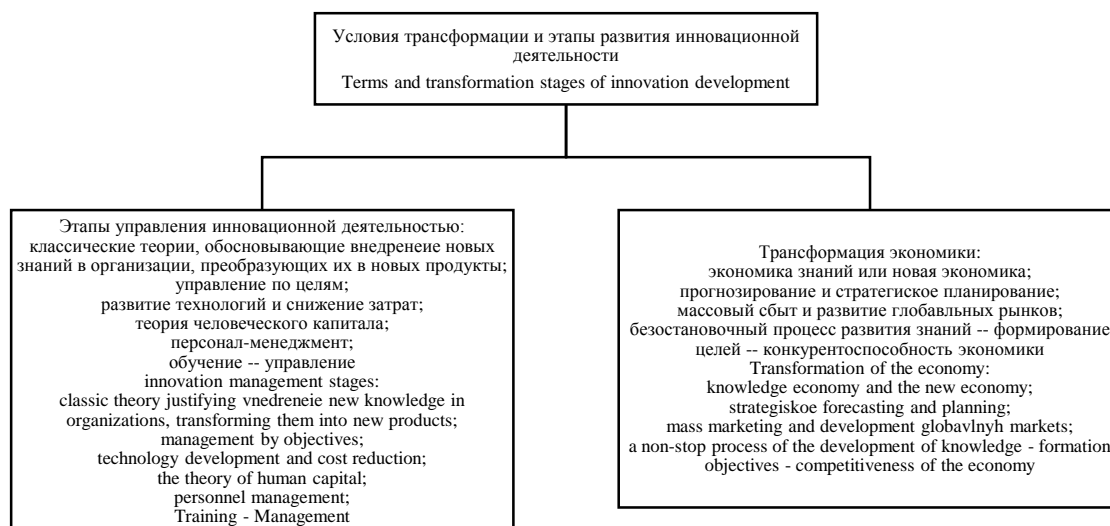 Условия трансформации и этапы развития инновационной
деятельности
Terms and transformation stages of innovation development
Этапы управления инновационной деятельностью:
классические теории, обосновывающие внедренеие новых
знаний в организации, преобразующих их в новых продукты;
управление по целям;
развитие технологий и снижение затрат;
теория человеческого капитала;
персонал-менеджмент;
обучение -- управление
innovation management stages:
classic theory justifying vnedreneie new knowledge in
organizations, transforming them into new products;
management by objectives;
technology development and cost reduction;
the theory of human capital;
personnel management;
Training - Management
Трансформация экономики:
экономика знаний или новая экономика;
прогнозирование и стратегиское планирование;
массовый сбыт и развитие глобавльных рынков;
безостановочный процесс развития знаний -- формирование
целей -- конкурентоспособность экономики
Transformation of the economy:
knowledge economy and the new economy;
strategiskoe forecasting and planning;
mass marketing and development globavlnyh markets;
a non-stop process of the development of knowledge - formation
objectives - competitiveness of the economy